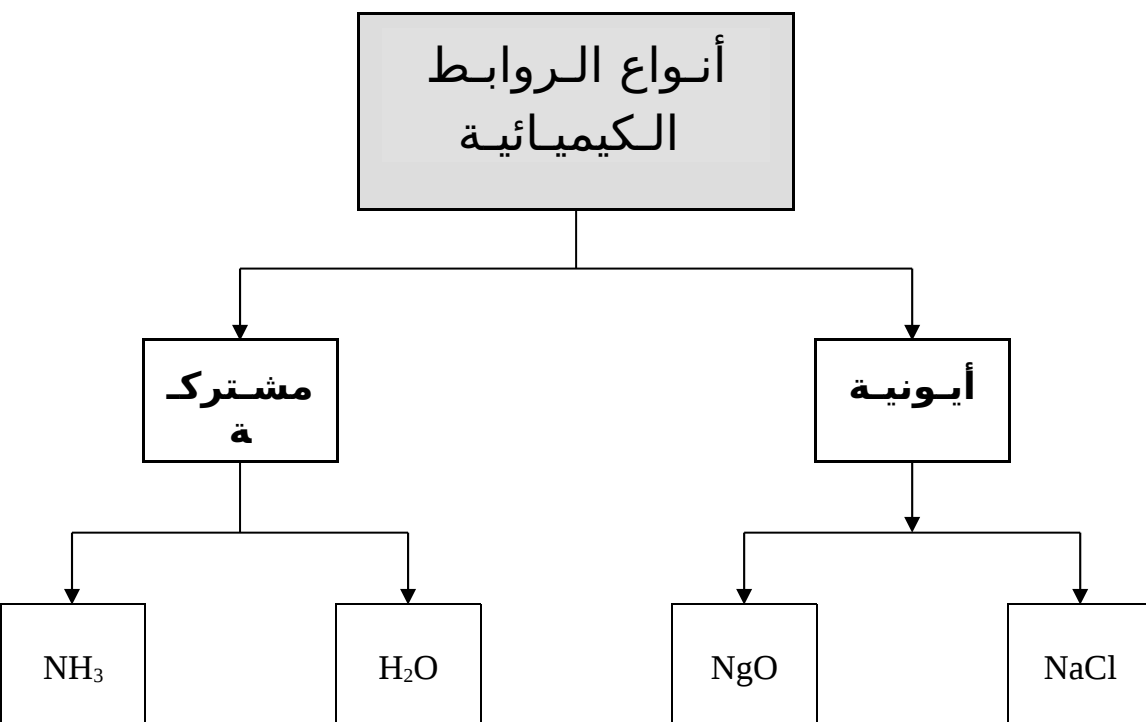 أنـواع الـروابـط
الـكيميـائيـة
أيـونيـة
مشـتركـ
ة
NaCl
NgO
H₂O
NH₃